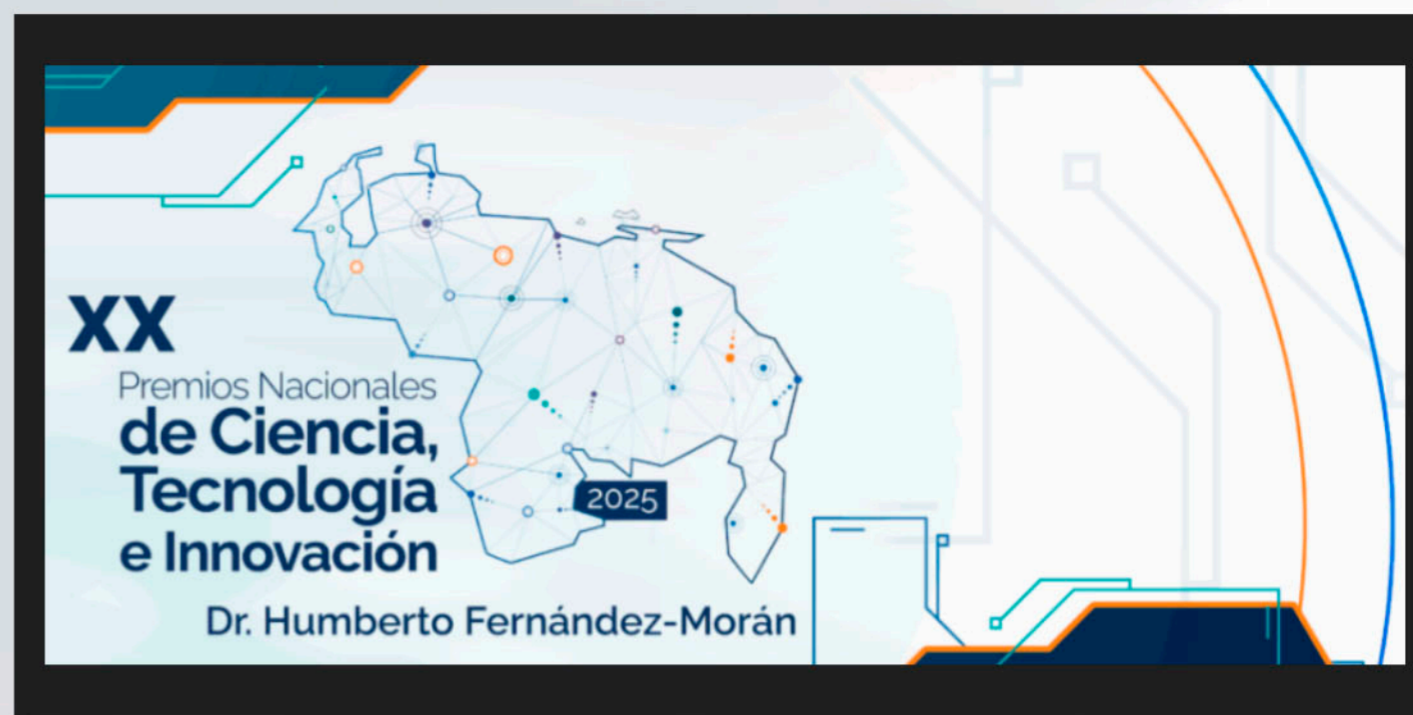 XX
Premios Nacionales
de Ciencia,
Tecnología
e Innovación
2025
Dr. Humberto Fernández-Morán